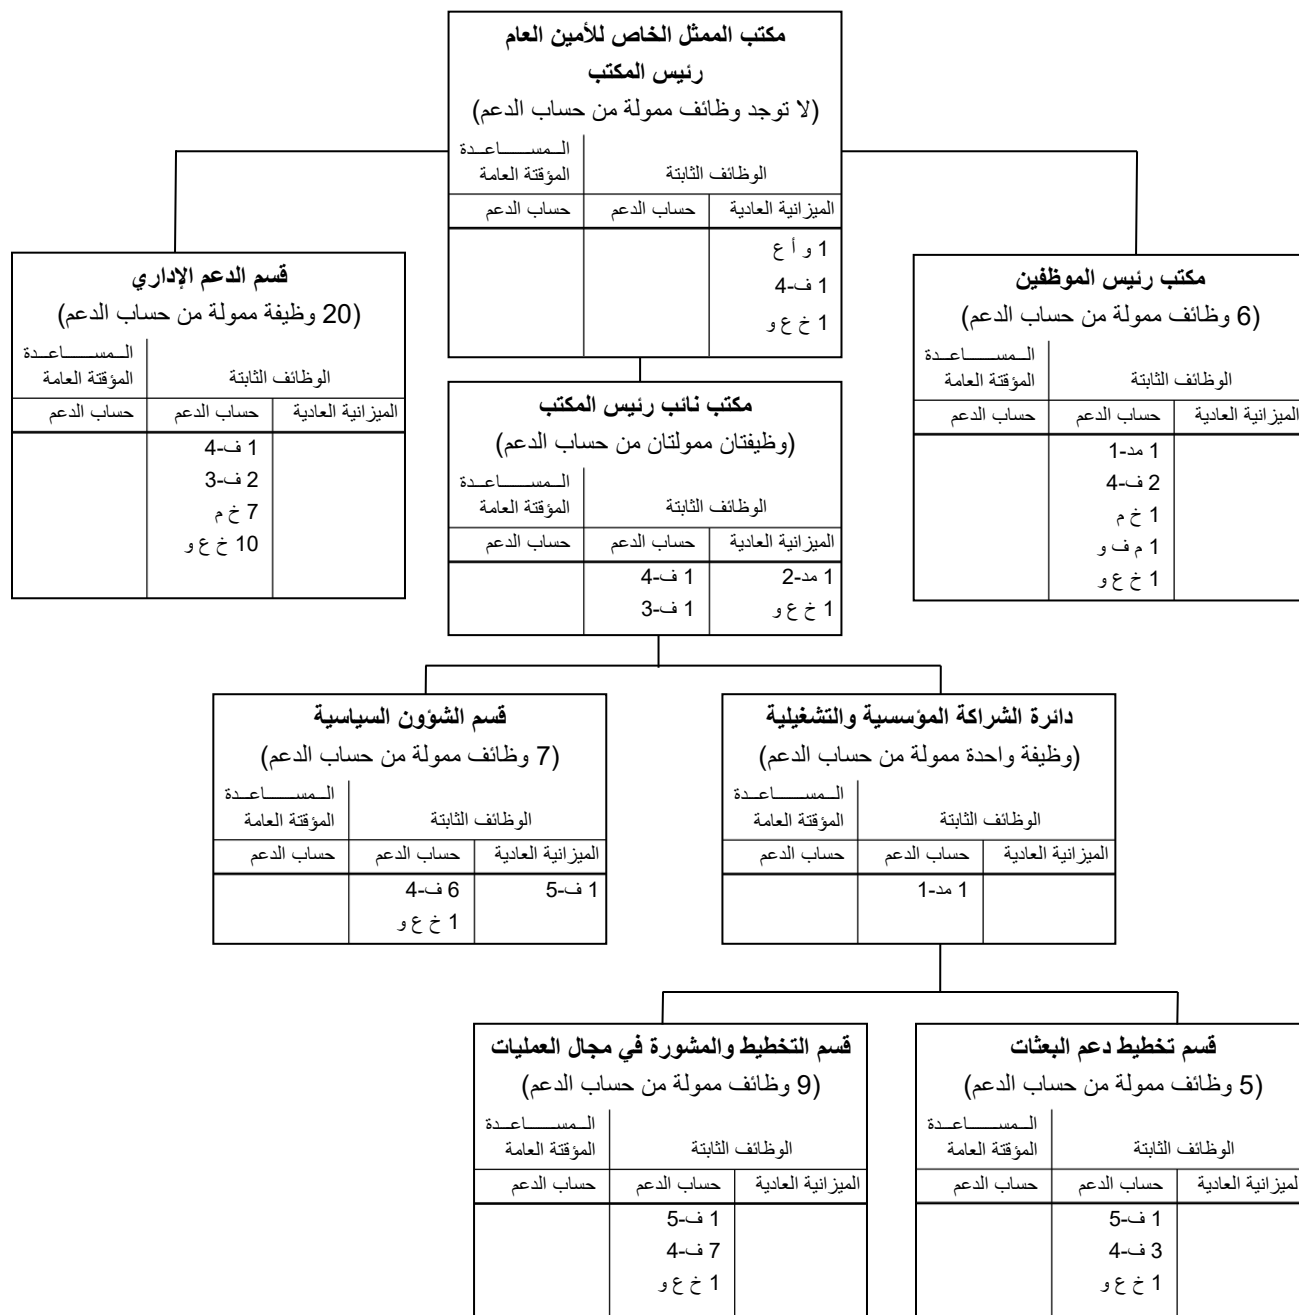 مكتب الممثل الخاص للأمين العام
رئيس المكتب
(لا توجد وظائف ممولة من حساب الدعم)
الوظائف الثابتة
المساعدة
المؤقتة العامة
الميزانية العادية حساب الدعم حساب الدعم
1 و أ ع
1 ف-4
1 خ ع و
مكتب رئيس الموظفين
(6 وظائف ممولة من حساب الدعم)
الوظائف الثابتة
المساعدة
المؤقتة العامة
الميزانية العادية حساب الدعم حساب الدعم
1 مد-1
2 ف-4
1 خ م
1 م ف و
1 خ ع و
قسم الدعم الإداري
(20 وظيفة ممولة من حساب الدعم)
الوظائف الثابتة
المساعدة
المؤقتة العامة
الميزانية العادية حساب الدعم حساب الدعم
1 ف-4
2 ف-3
7 خ م
10 خ ع و
مكتب نائب رئيس المكتب
(وظيفتان ممولتان من حساب الدعم)
الوظائف الثابتة
المساعدة
المؤقتة العامة
الميزانية العادية حساب الدعم حساب الدعم
1 مد-2 1 ف-4
1 خ ع و 1 ف-3
دائرة الشراكة المؤسسية والتشغيلية
(وظيفة واحدة ممولة من حساب الدعم)
الوظائف الثابتة
المساعدة
المؤقتة العامة
الميزانية العادية حساب الدعم حساب الدعم
1 مد-1
قسم الشؤون السياسية
(7 وظائف ممولة من حساب الدعم)
الوظائف الثابتة
المساعدة
المؤقتة العامة
الميزانية العادية حساب الدعم حساب الدعم
1 ف-5 6 ف-4
1 خ ع و
قسم تخطيط دعم البعثات
(5 وظائف ممولة من حساب الدعم)
الوظائف الثابتة
المساعدة
المؤقتة العامة
الميزانية العادية حساب الدعم حساب الدعم
1 ف-5
3 ف-4
1 خ ع و
قسم التخطيط والمشورة في مجال العمليات
(9 وظائف ممولة من حساب الدعم)
الوظائف الثابتة
المساعدة
المؤقتة العامة
الميزانية العادية حساب الدعم حساب الدعم
1 ف-5
7 ف-4
1 خ ع و